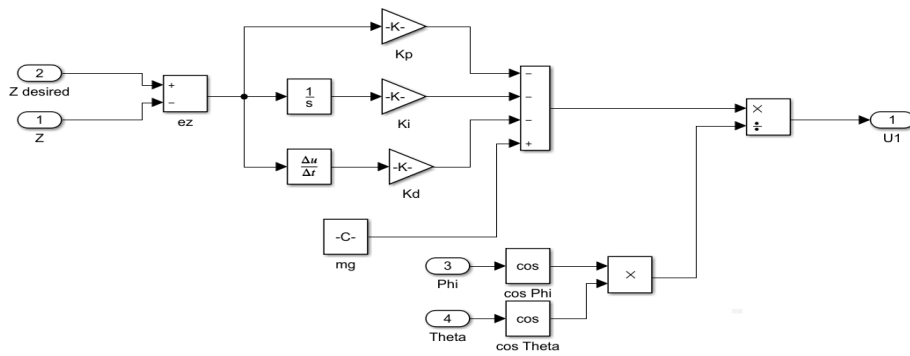 -K-
Kp
2
Z desired
+
−
ez
1
Z
1
s
-K-
Ki
Δu
Δt
-K-
Kd
−
−
−
+
×
÷
1
U1
-C-
mg
3
Phi
cos
cos Phi
×
4
Theta
cos
cos Theta